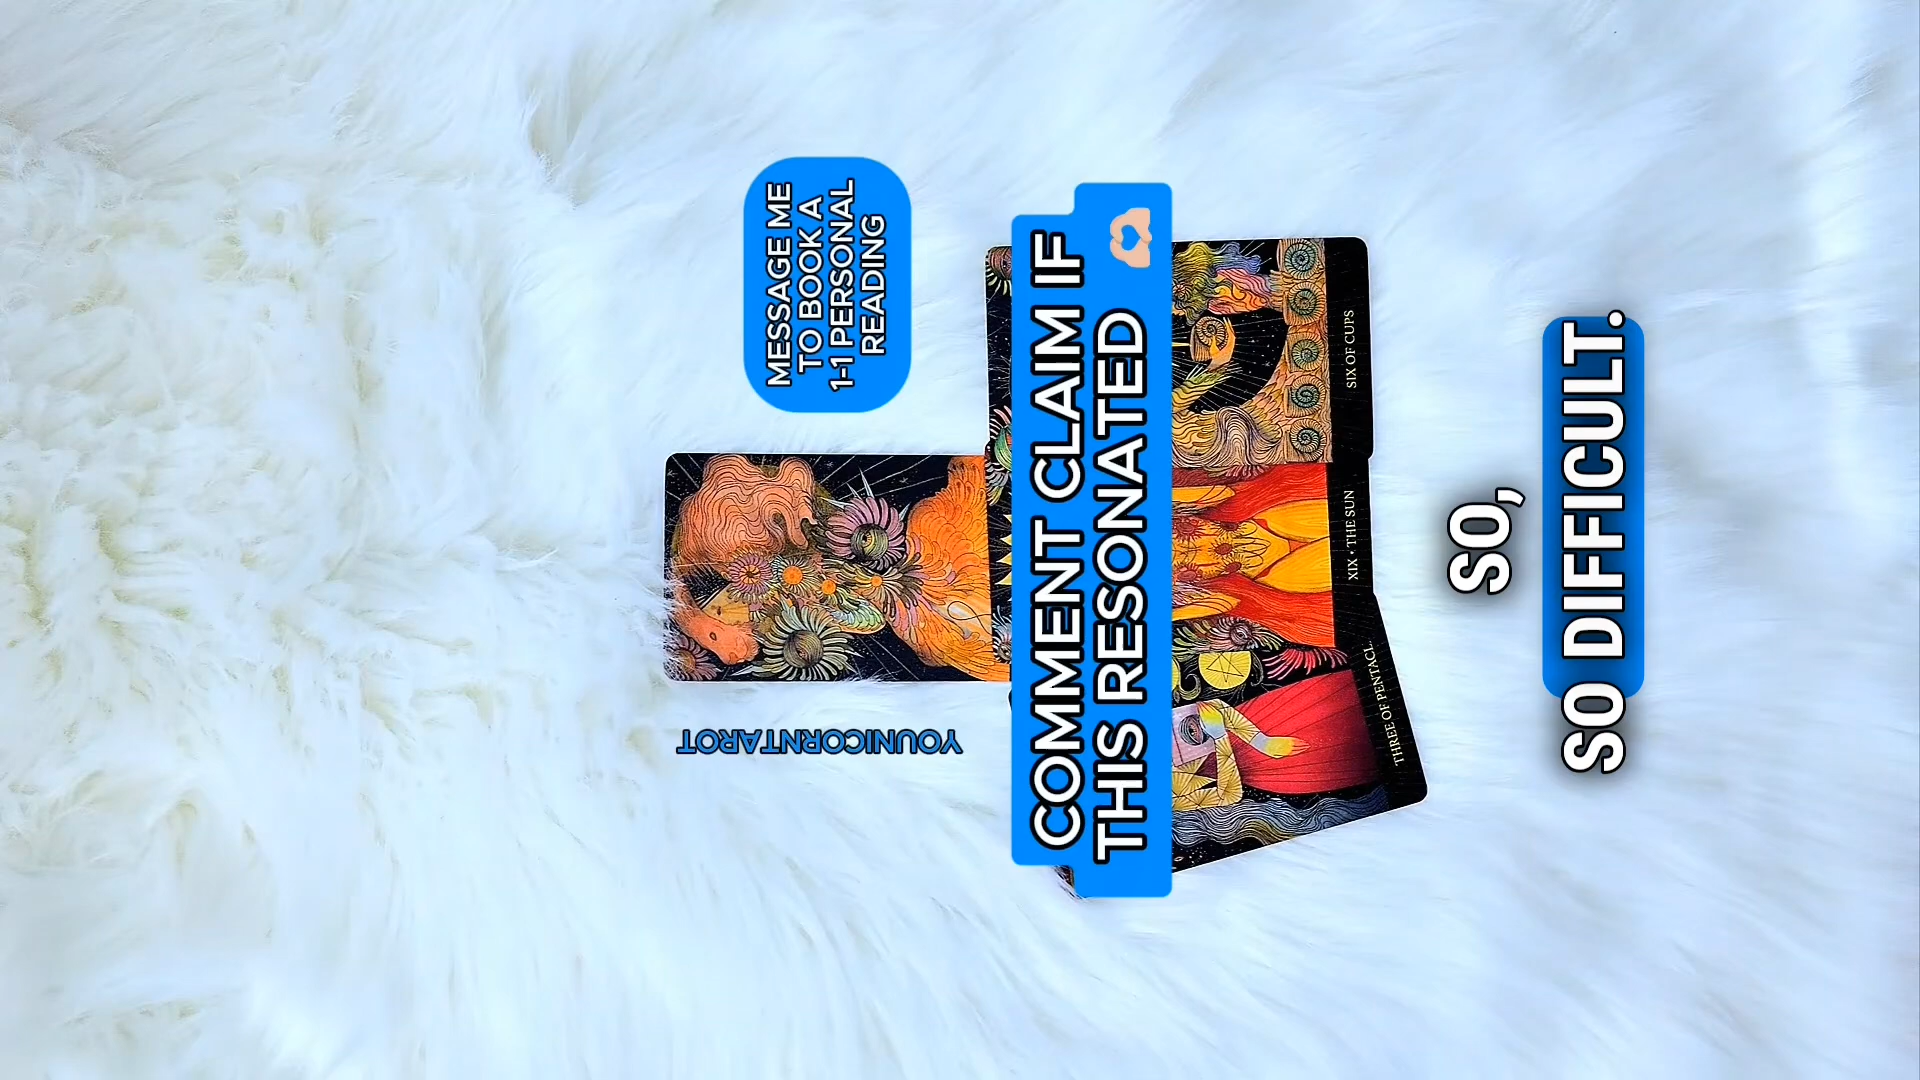 MESSAGE ME
TO BOOK A
1-1 PERSONAL
READING
YOUNICORNTAROT
COMMENT CLAIM IF
THIS RESONATED
SIX OF CUPS
XIX • THE SUN
THREE OF PENTACL
SO,
SO DIFFICULT.